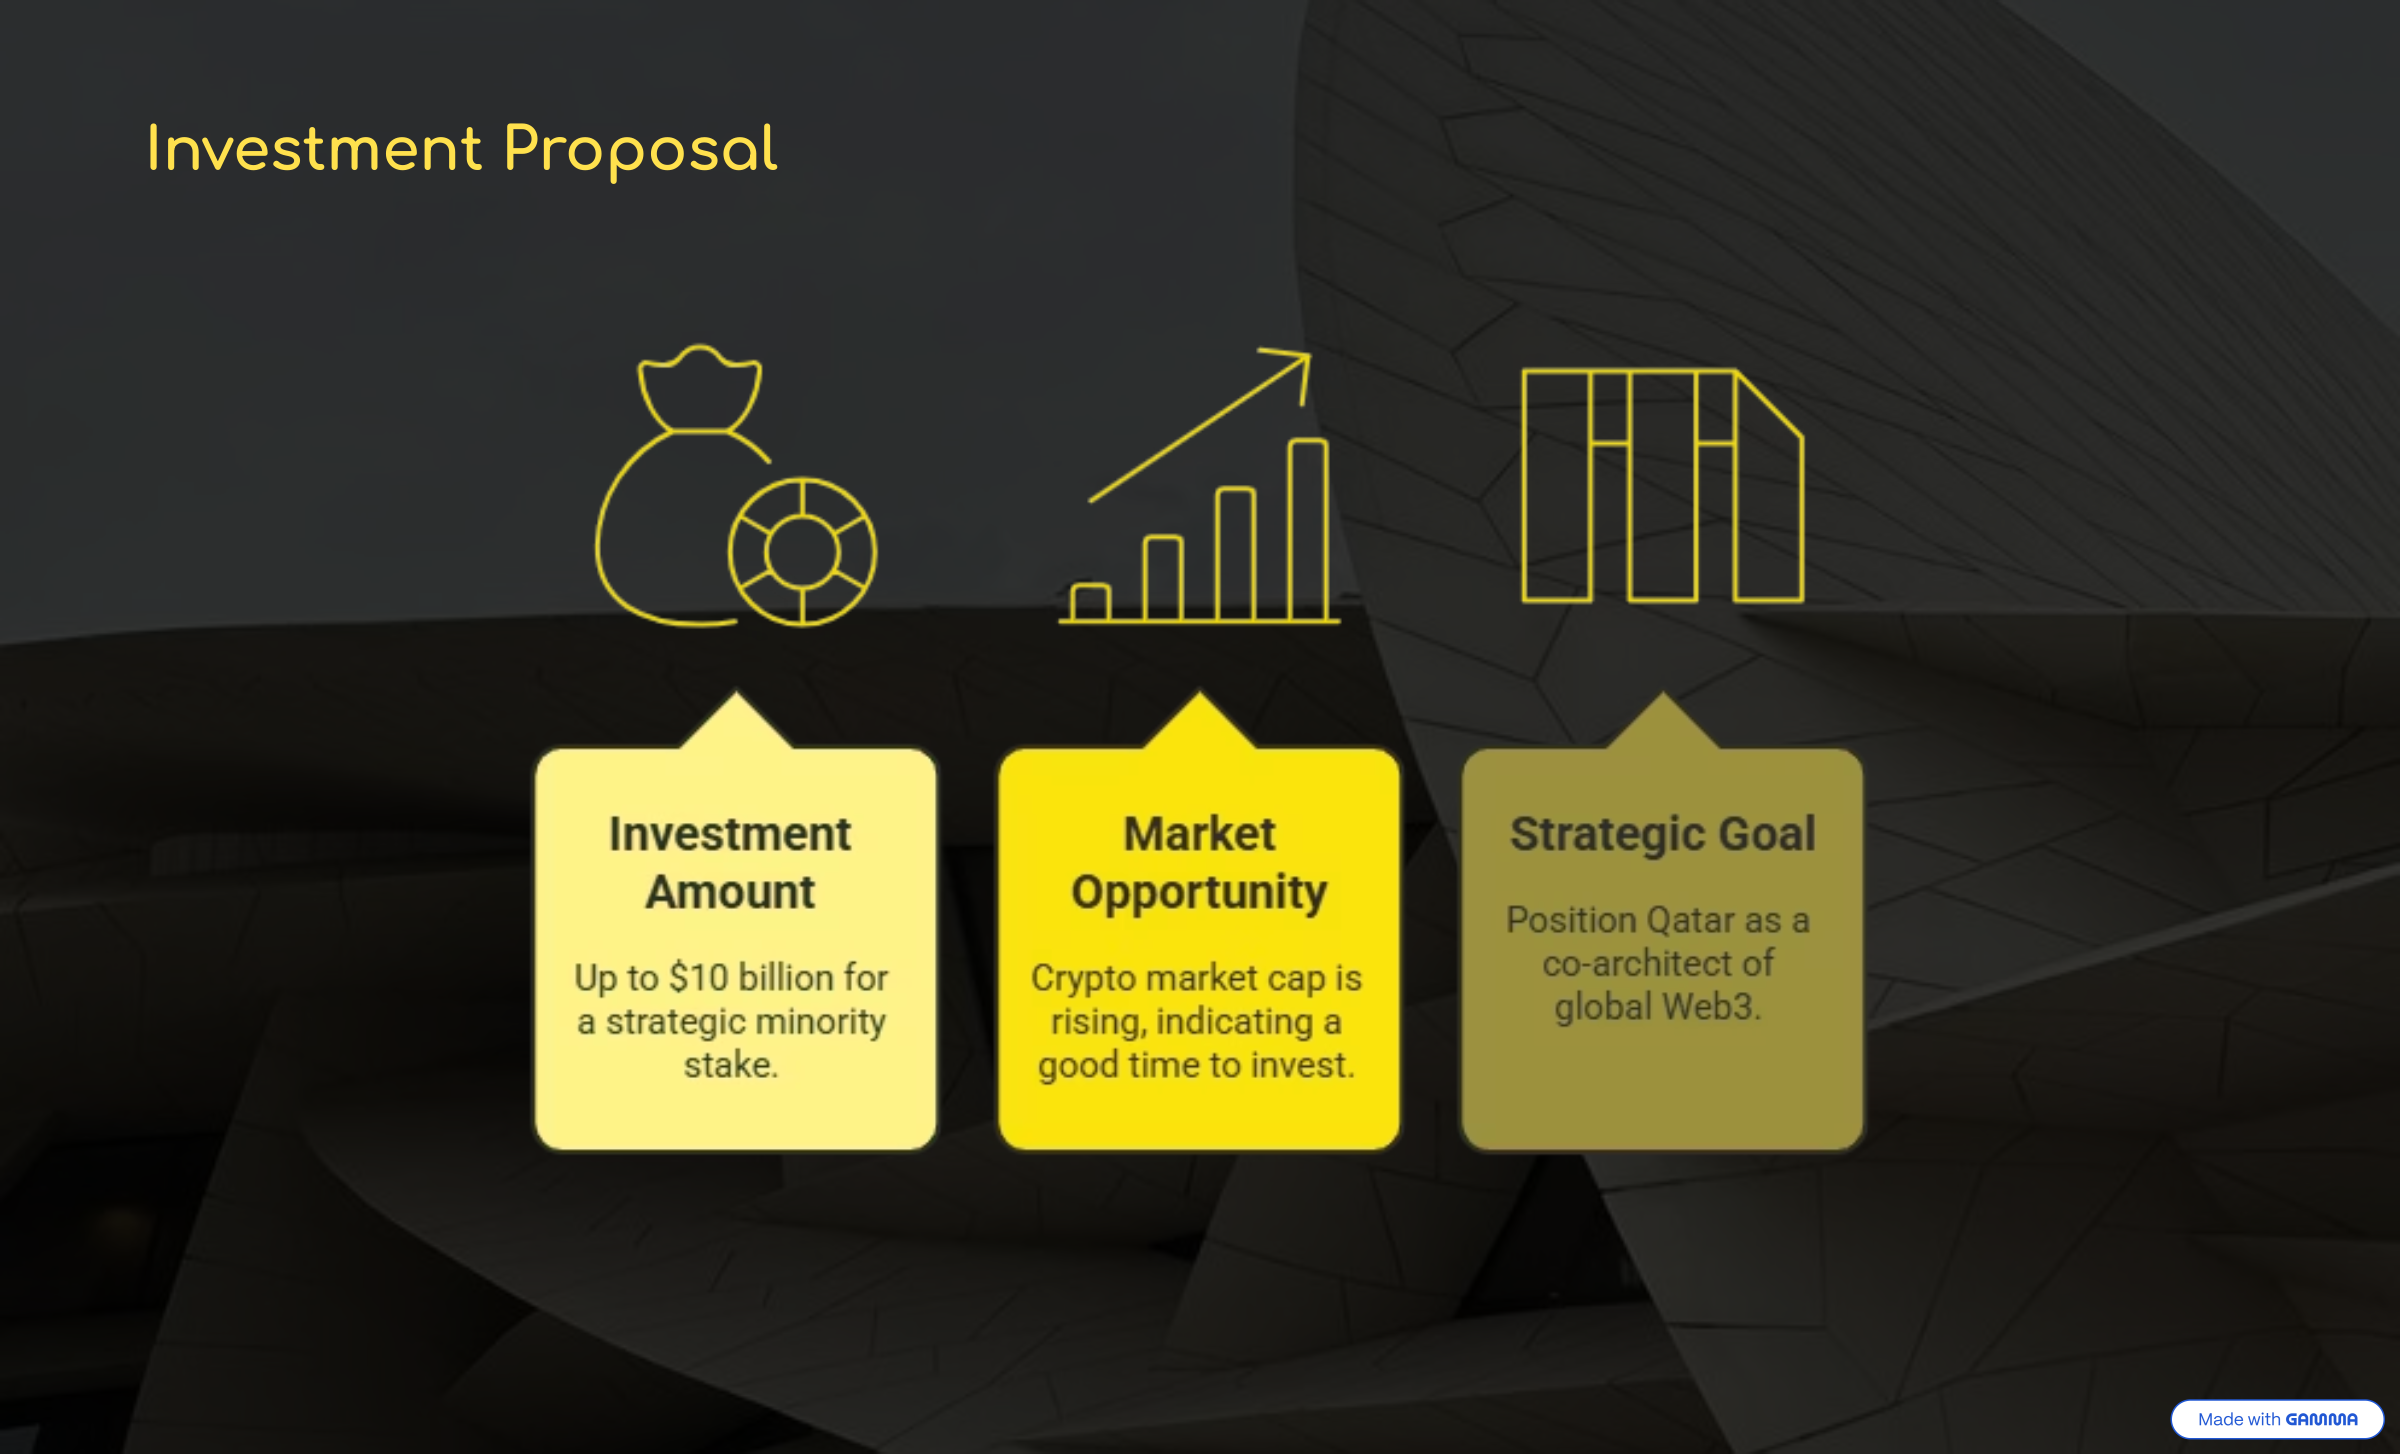 Investment Proposal
Investment
Amount
Up to $10 billion for
a strategic minority
stake.
Market
Opportunity
Crypto market cap is
rising, indicating a
good time to invest.
Strategic Goal
Position Qatar as a
co-architect of
global Web3.
Made with GAMMA